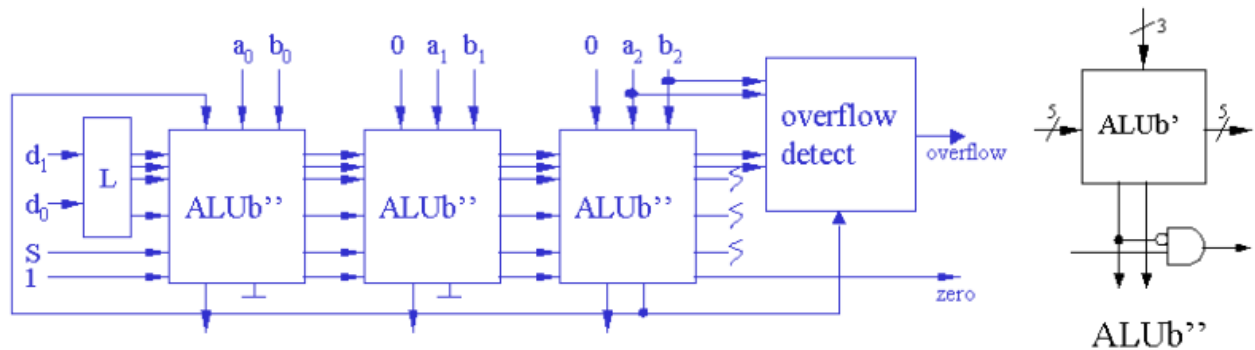 a₀ b₀ 0 a₁ b₁ 0 a₂ b₂ 3
d₁ L d₀ S 1
ALUb’’ ALUb’’ ALUb’’
overflow
detect
overflow
zero
5 ALUb’ 5
ALUb’’